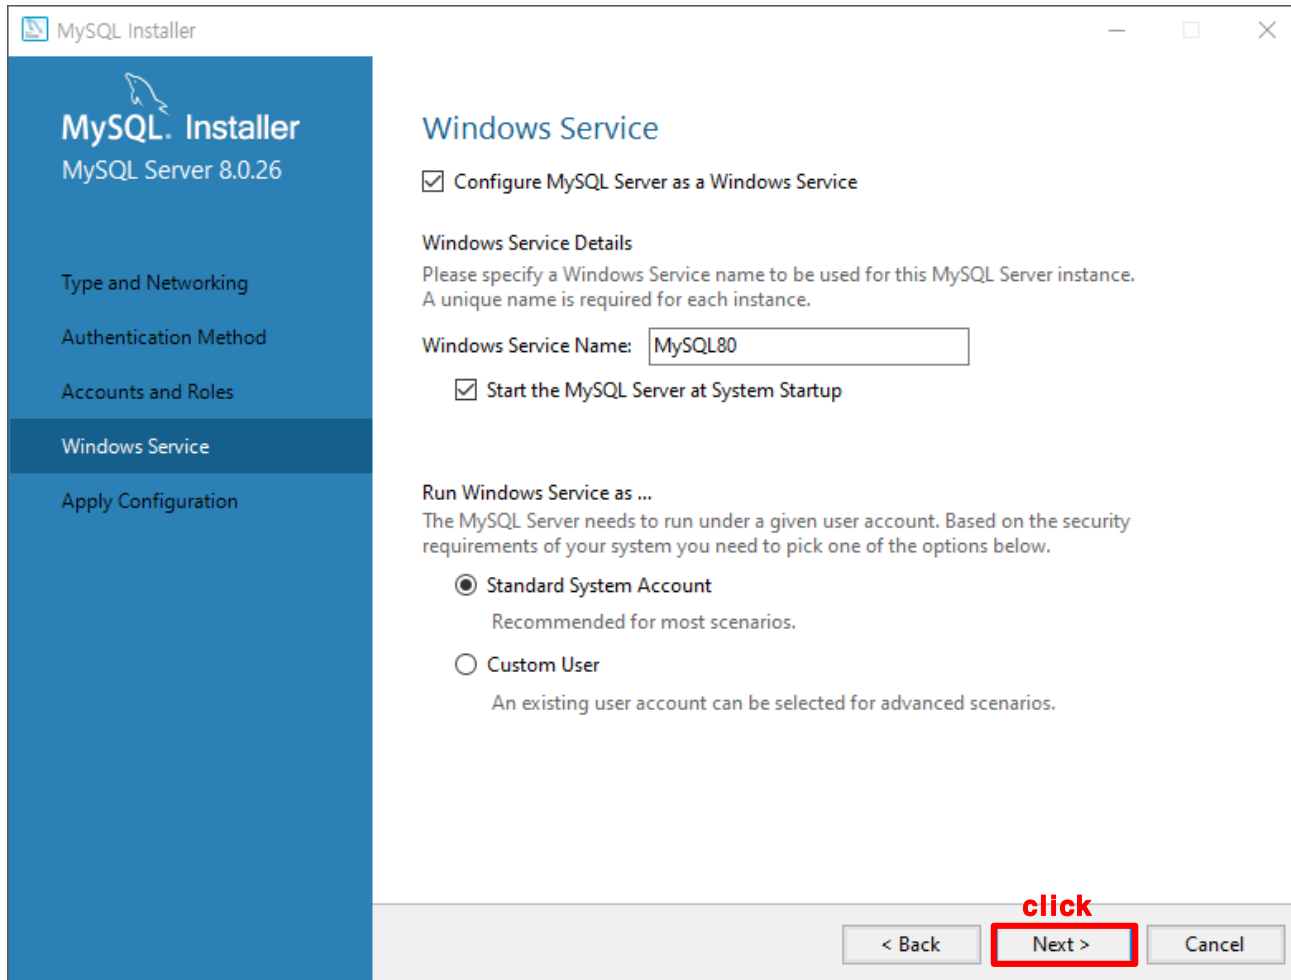 MySQL Installer
MySQL. Installer
MySQL Server 8.0.26
Type and Networking
Authentication Method
Accounts and Roles
Windows Service
Apply Configuration
Windows Service
Configure MySQL Server as a Windows Service
Windows Service Details
Please specify a Windows Service name to be used for this MySQL Server instance.
A unique name is required for each instance.
Windows Service Name: MySQL80
Start the MySQL Server at System Startup
Run Windows Service as ...
The MySQL Server needs to run under a given user account. Based on the security
requirements of your system you need to pick one of the options below.
Standard System Account
Recommended for most scenarios.
Custom User
An existing user account can be selected for advanced scenarios.
click
< Back Next > Cancel